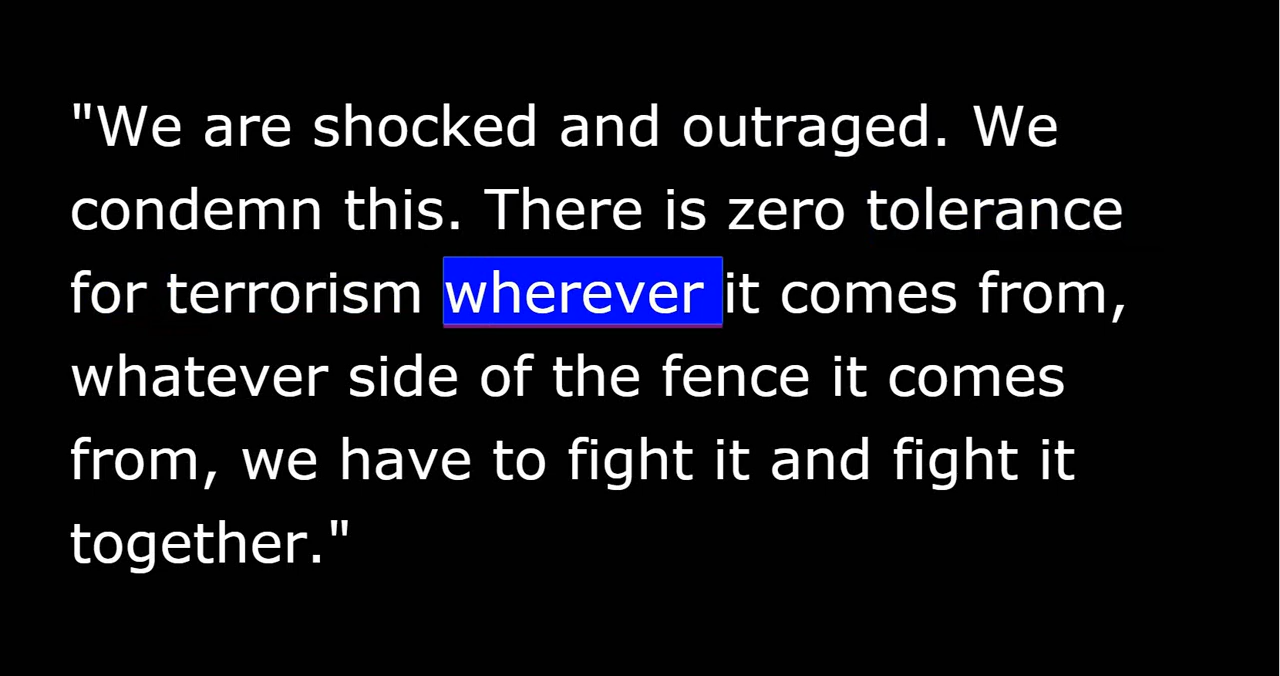 "We are shocked and outraged. We
condemn this. There is zero tolerance
for terrorism wherever it comes from,
whatever side of the fence it comes
from, we have to fight it and fight it
together."